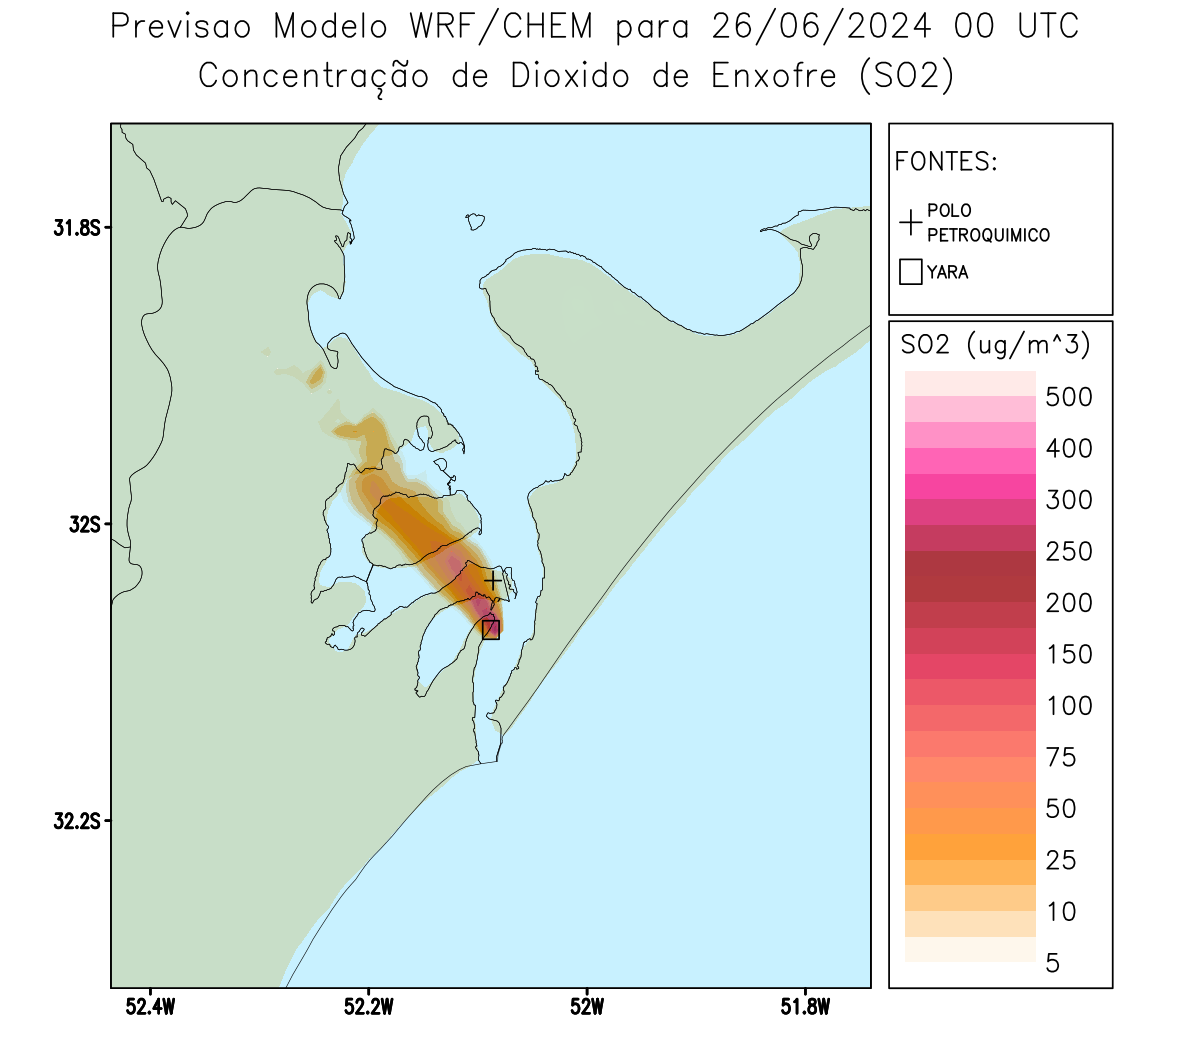 Previsao Modelo WRF/CHEM para 26/06/2024 00 UTC
Concentração de Dioxido de Enxofre (SO2)
FONTES:
POLO
PETROQUIMICO
YARA
SO2 (ug/m^3)
500
400
300
250
200
150
100
75
50
25
10
5
31.8S
32S
32.2S
52.4W
52.2W
52W
51.8W